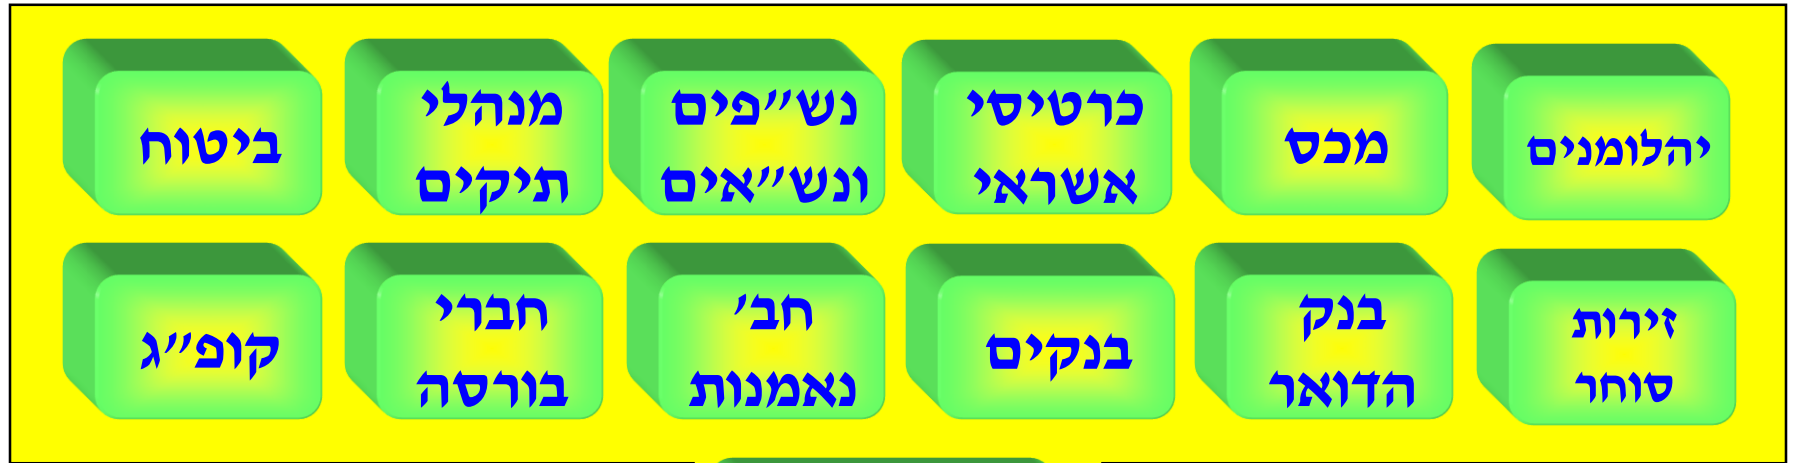 יהלומנים
מכס
כרטיסי
אשראי
נש״פים
ונש״אים
מנהלי
תיקים
ביטוח
זירות
סוחר
בנק
הדואר
בנקים
חב׳
נאמנות
חברי
בורסה
קופ״ג